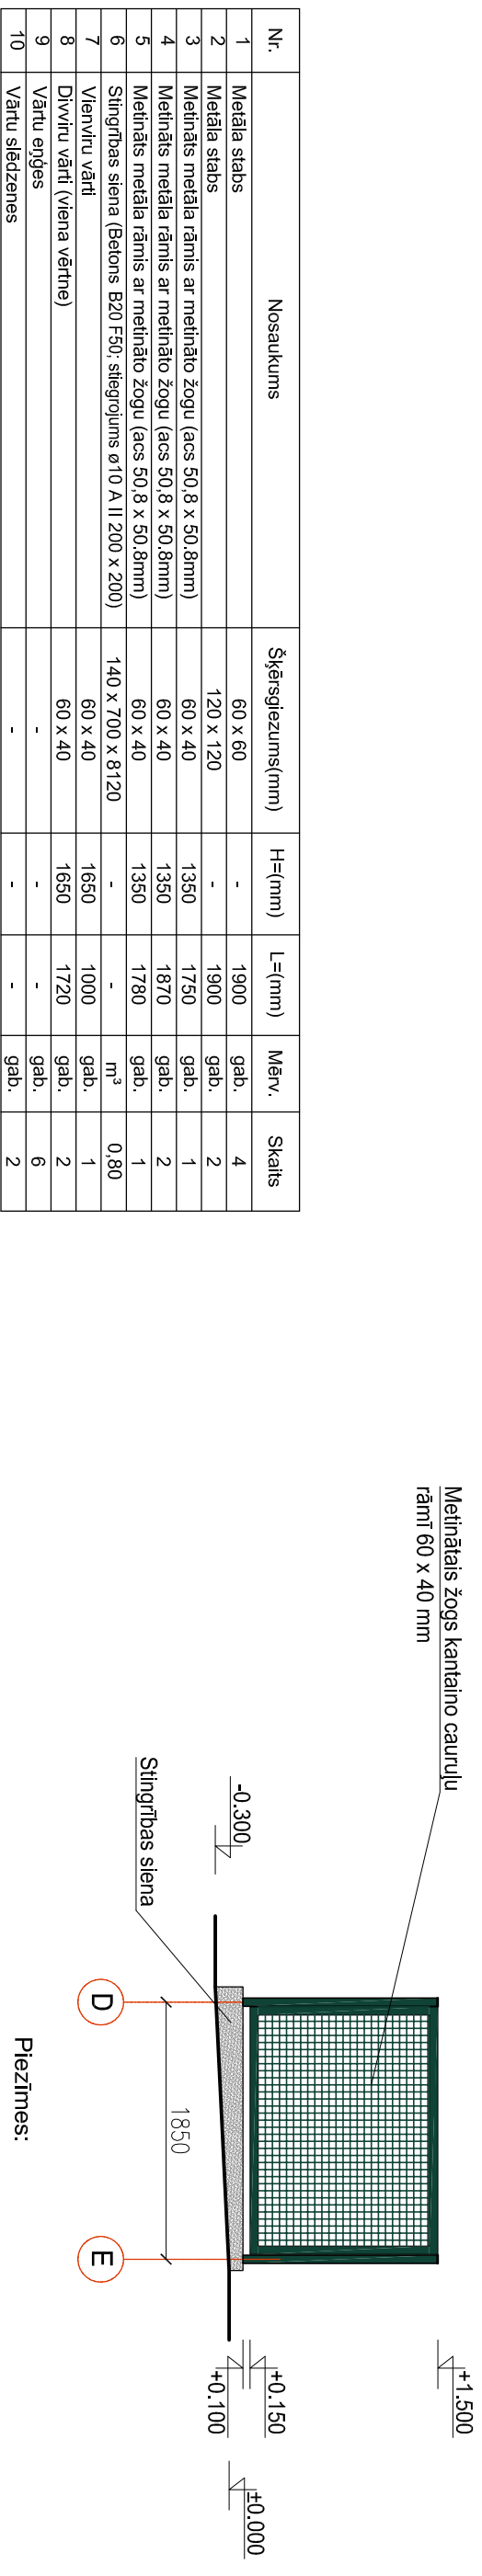 Nr. Nosaukums Šķērsgiezums(mm) H=(mm) L=(mm) Mērv. Skaits
1 Metāla stabs 60 x 60 - 1900 gab. 4
2 Metāla stabs 120 x 120 - 1900 gab. 2
3 Metināts metāla rāmis ar metināto žogu (acs 50,8 x 50.8mm) 60 x 40 1350 1750 gab. 1
4 Metināts metāla rāmis ar metināto žogu (acs 50,8 x 50.8mm) 60 x 40 1350 1870 gab. 2
5 Metināts metāla rāmis ar metināto žogu (acs 50,8 x 50.8mm) 60 x 40 1350 1780 gab. 1
6 Stingrības siena (Betons B20 F50; stiegrojums ø10 A II 200 x 200) 140 x 700 x 8120 - - m³ 0,80
7 Vienviru vārti 60 x 40 1650 1000 gab. 1
8 Divviru vārti (viena vērtne) 60 x 40 1650 1720 gab. 2
9 Vārtu eņģes - - - gab. 6
10 Vārtu slēdzenes - - - gab. 2
Metinātais žogs kantaino cauruļu
rāmī 60 x 40 mm
+1.500
+0.150
+0.100
±0.000
-0.300
Stingrības siena
1850
D
E
Piezīmes: